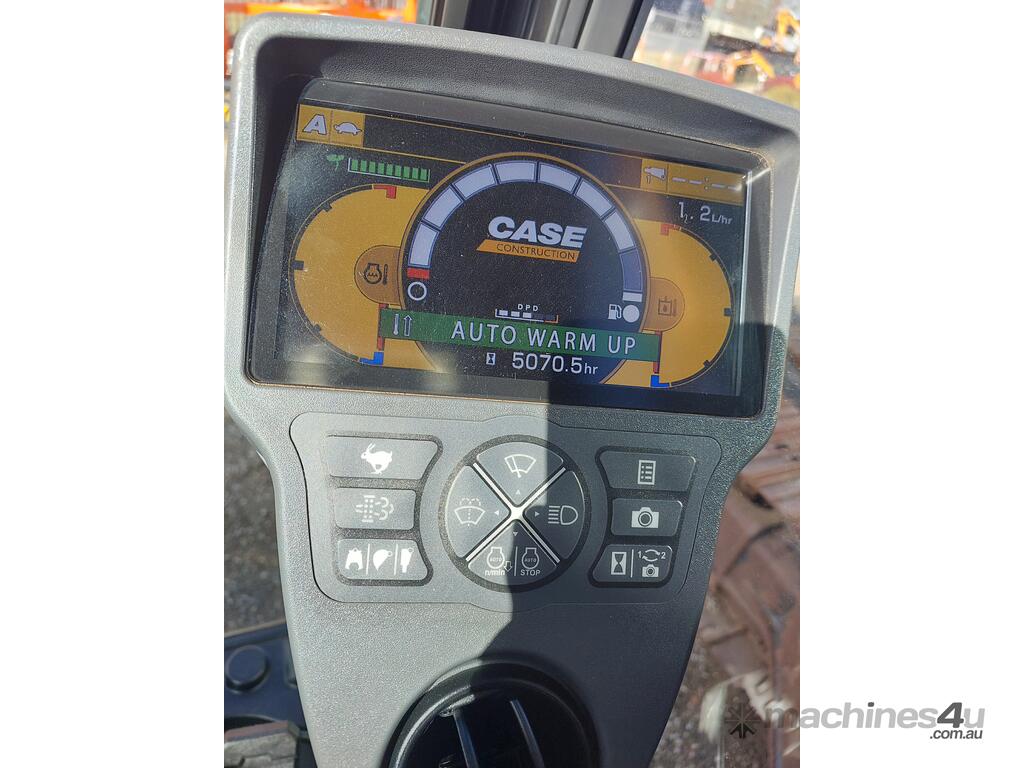 A
--:--
1.2L/hr
CASE
CONSTRUCTION
DPD
AUTO WARM UP
5070.5hr
1 2
AUTO AUTO
n/min STOP
machines4u
.com.au